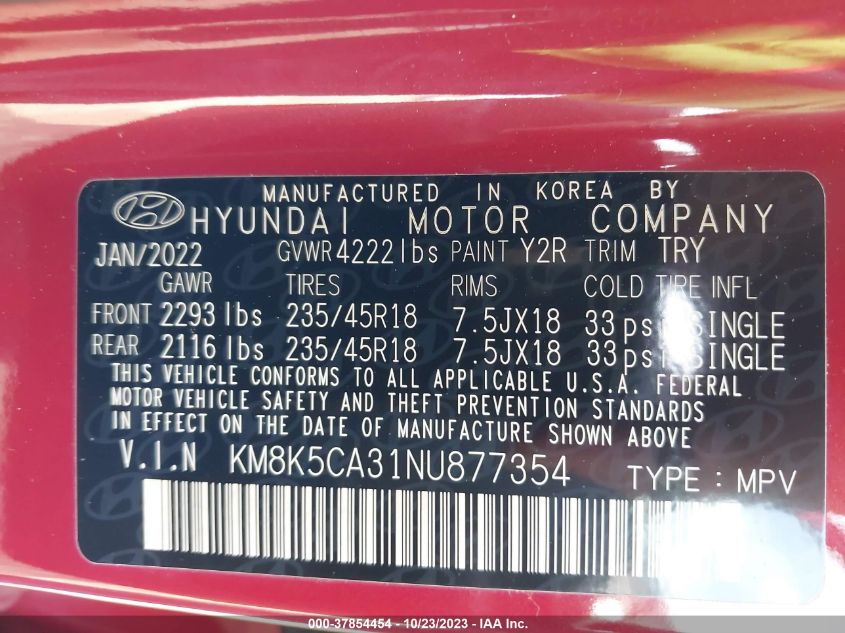 MANUFACTURED IN KOREA BY
HYUNDAI MOTOR COMPANY
JAN/2022 GVWR 4222 lbs PAINT Y2R TRIM TRY
GAWR TIRES RIMS COLD TIRE INFL
FRONT 2293 lbs 235/45R18 7.5JX18 33 psi SINGLE
REAR 2116 lbs 235/45R18 7.5JX18 33 psi SINGLE
THIS VEHICLE CONFORMS TO ALL APPLICABLE U.S.A. FEDERAL
MOTOR VEHICLE SAFETY AND THEFT PREVENTION STANDARDS
IN EFFECT ON THE DATE OF MANUFACTURE SHOWN ABOVE
V.I.N KM8K5CA31NU877354 TYPE : MPV
000-37854454 - 10/23/2023 - IAA Inc.